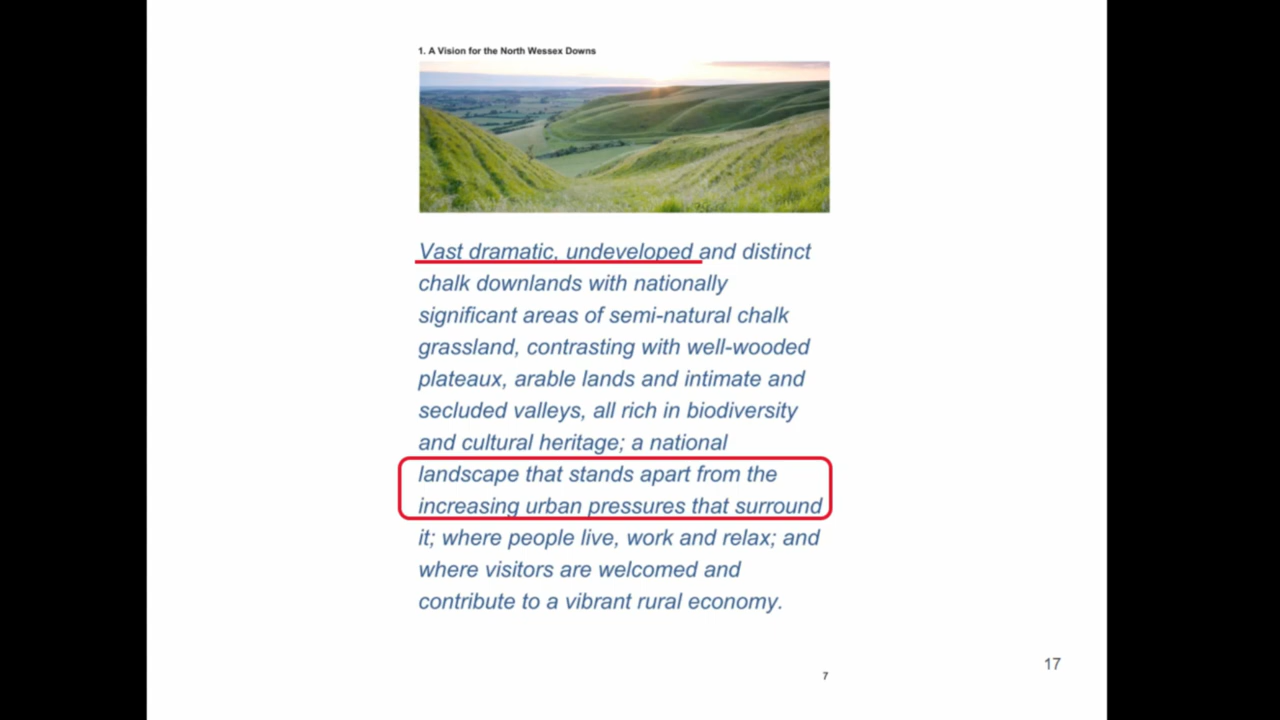 1. A Vision for the North Wessex Downs
Vast dramatic, undeveloped and distinct
chalk downlands with nationally
significant areas of semi-natural chalk
grassland, contrasting with well-wooded
plateaux, arable lands and intimate and
secluded valleys, all rich in biodiversity
and cultural heritage; a national
landscape that stands apart from the
increasing urban pressures that surround
it; where people live, work and relax; and
where visitors are welcomed and
contribute to a vibrant rural economy.
17
7